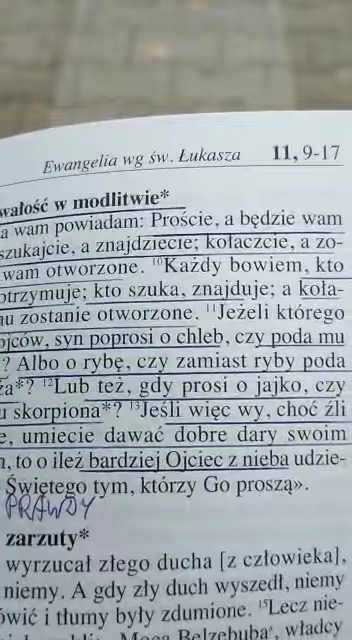 Ewangelia wg św. Łukasza 11, 9-17
wałość w modlitwie*
a wam powiadam: Proście, a będzie wam
szukajcie, a znajdziecie; kołaczcie, a zo-
wam otworzone. ¹⁰Każdy bowiem, kto
otrzymuje; kto szuka, znajduje; a koła-
u zostanie otworzone. ¹¹Jeżeli którego
ojców, syn poprosi o chleb, czy poda mu
? Albo o rybę, czy zamiast ryby poda
ża*? ¹²Lub też, gdy prosi o jajko, czy
u skorpiona*? ¹³Jeśli więc wy, choć źli
e, umiecie dawać dobre dary swoim
, to o ileż bardziej Ojciec z nieba udzie-
Świętego tym, którzy Go proszą».
PRAWDY
zarzuty*
wyrzucał złego ducha [z człowieka],
niemy. A gdy zły duch wyszedł, niemy
ówić i tłumy były zdumione. ¹⁵Lecz nie-
Mocą Belzebuba, władcy